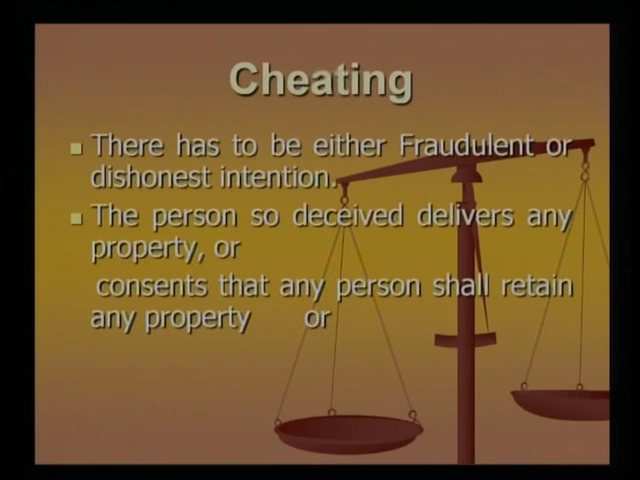 Cheating
There has to be either Fraudulent or
dishonest intention.
The person so deceived delivers any
property, or
consents that any person shall retain
any property or